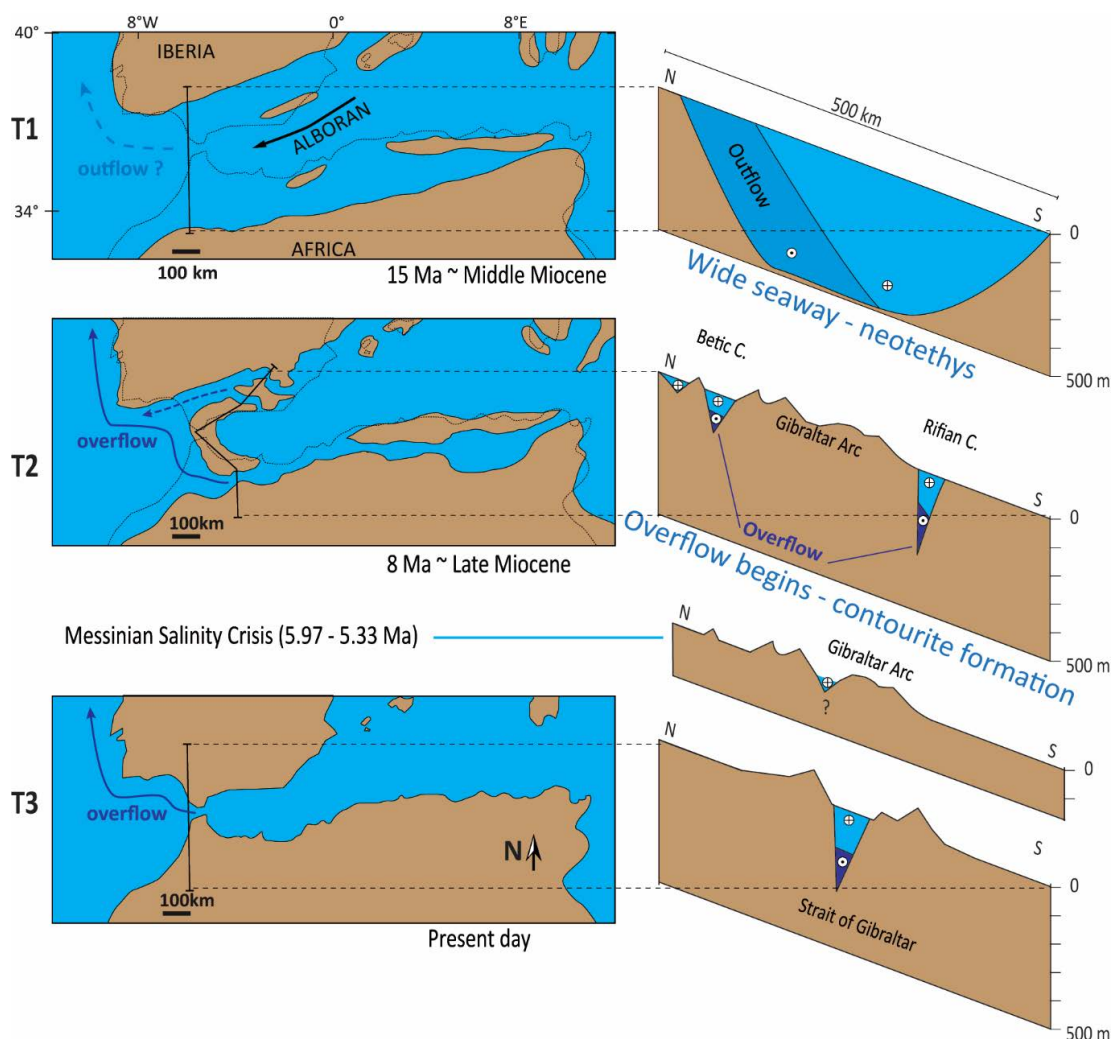 40°
8°W
0°
8°E
IBERIA
T1
ALBORAN
outflow ?
34°
AFRICA
100 km
15 Ma ~ Middle Miocene
N
500 km
Outflow
S
0
Wide seaway - neotethys
500 m
T2
overflow
100km
8 Ma ~ Late Miocene
Betic C.
N
Gibraltar Arc
Rifian C.
S
0
Overflow
Overflow begins - contourite formation
500 m
Messinian Salinity Crisis (5.97 - 5.33 Ma)
N
Gibraltar Arc
?
S
0
T3
overflow
N
100km
Present day
N
S
0
Strait of Gibraltar
500 m